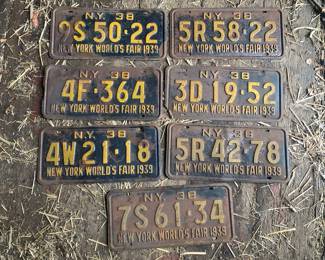 N.Y. 38
9S 50·22
NEW YORK WORLD'S FAIR 1939
N.Y. 38
5R 58·22
NEW YORK WORLD'S FAIR 1939
N.Y. 38
4F·364
NEW YORK WORLD'S FAIR 1939
N.Y. 38
3D 19·52
NEW YORK WORLD'S FAIR 1939
N.Y. 38
4W 21·18
NEW YORK WORLD'S FAIR 1939
N.Y. 38
5R 42·78
NEW YORK WORLD'S FAIR 1939
N.Y. 38
7S 61·34
NEW YORK WORLD'S FAIR 1939